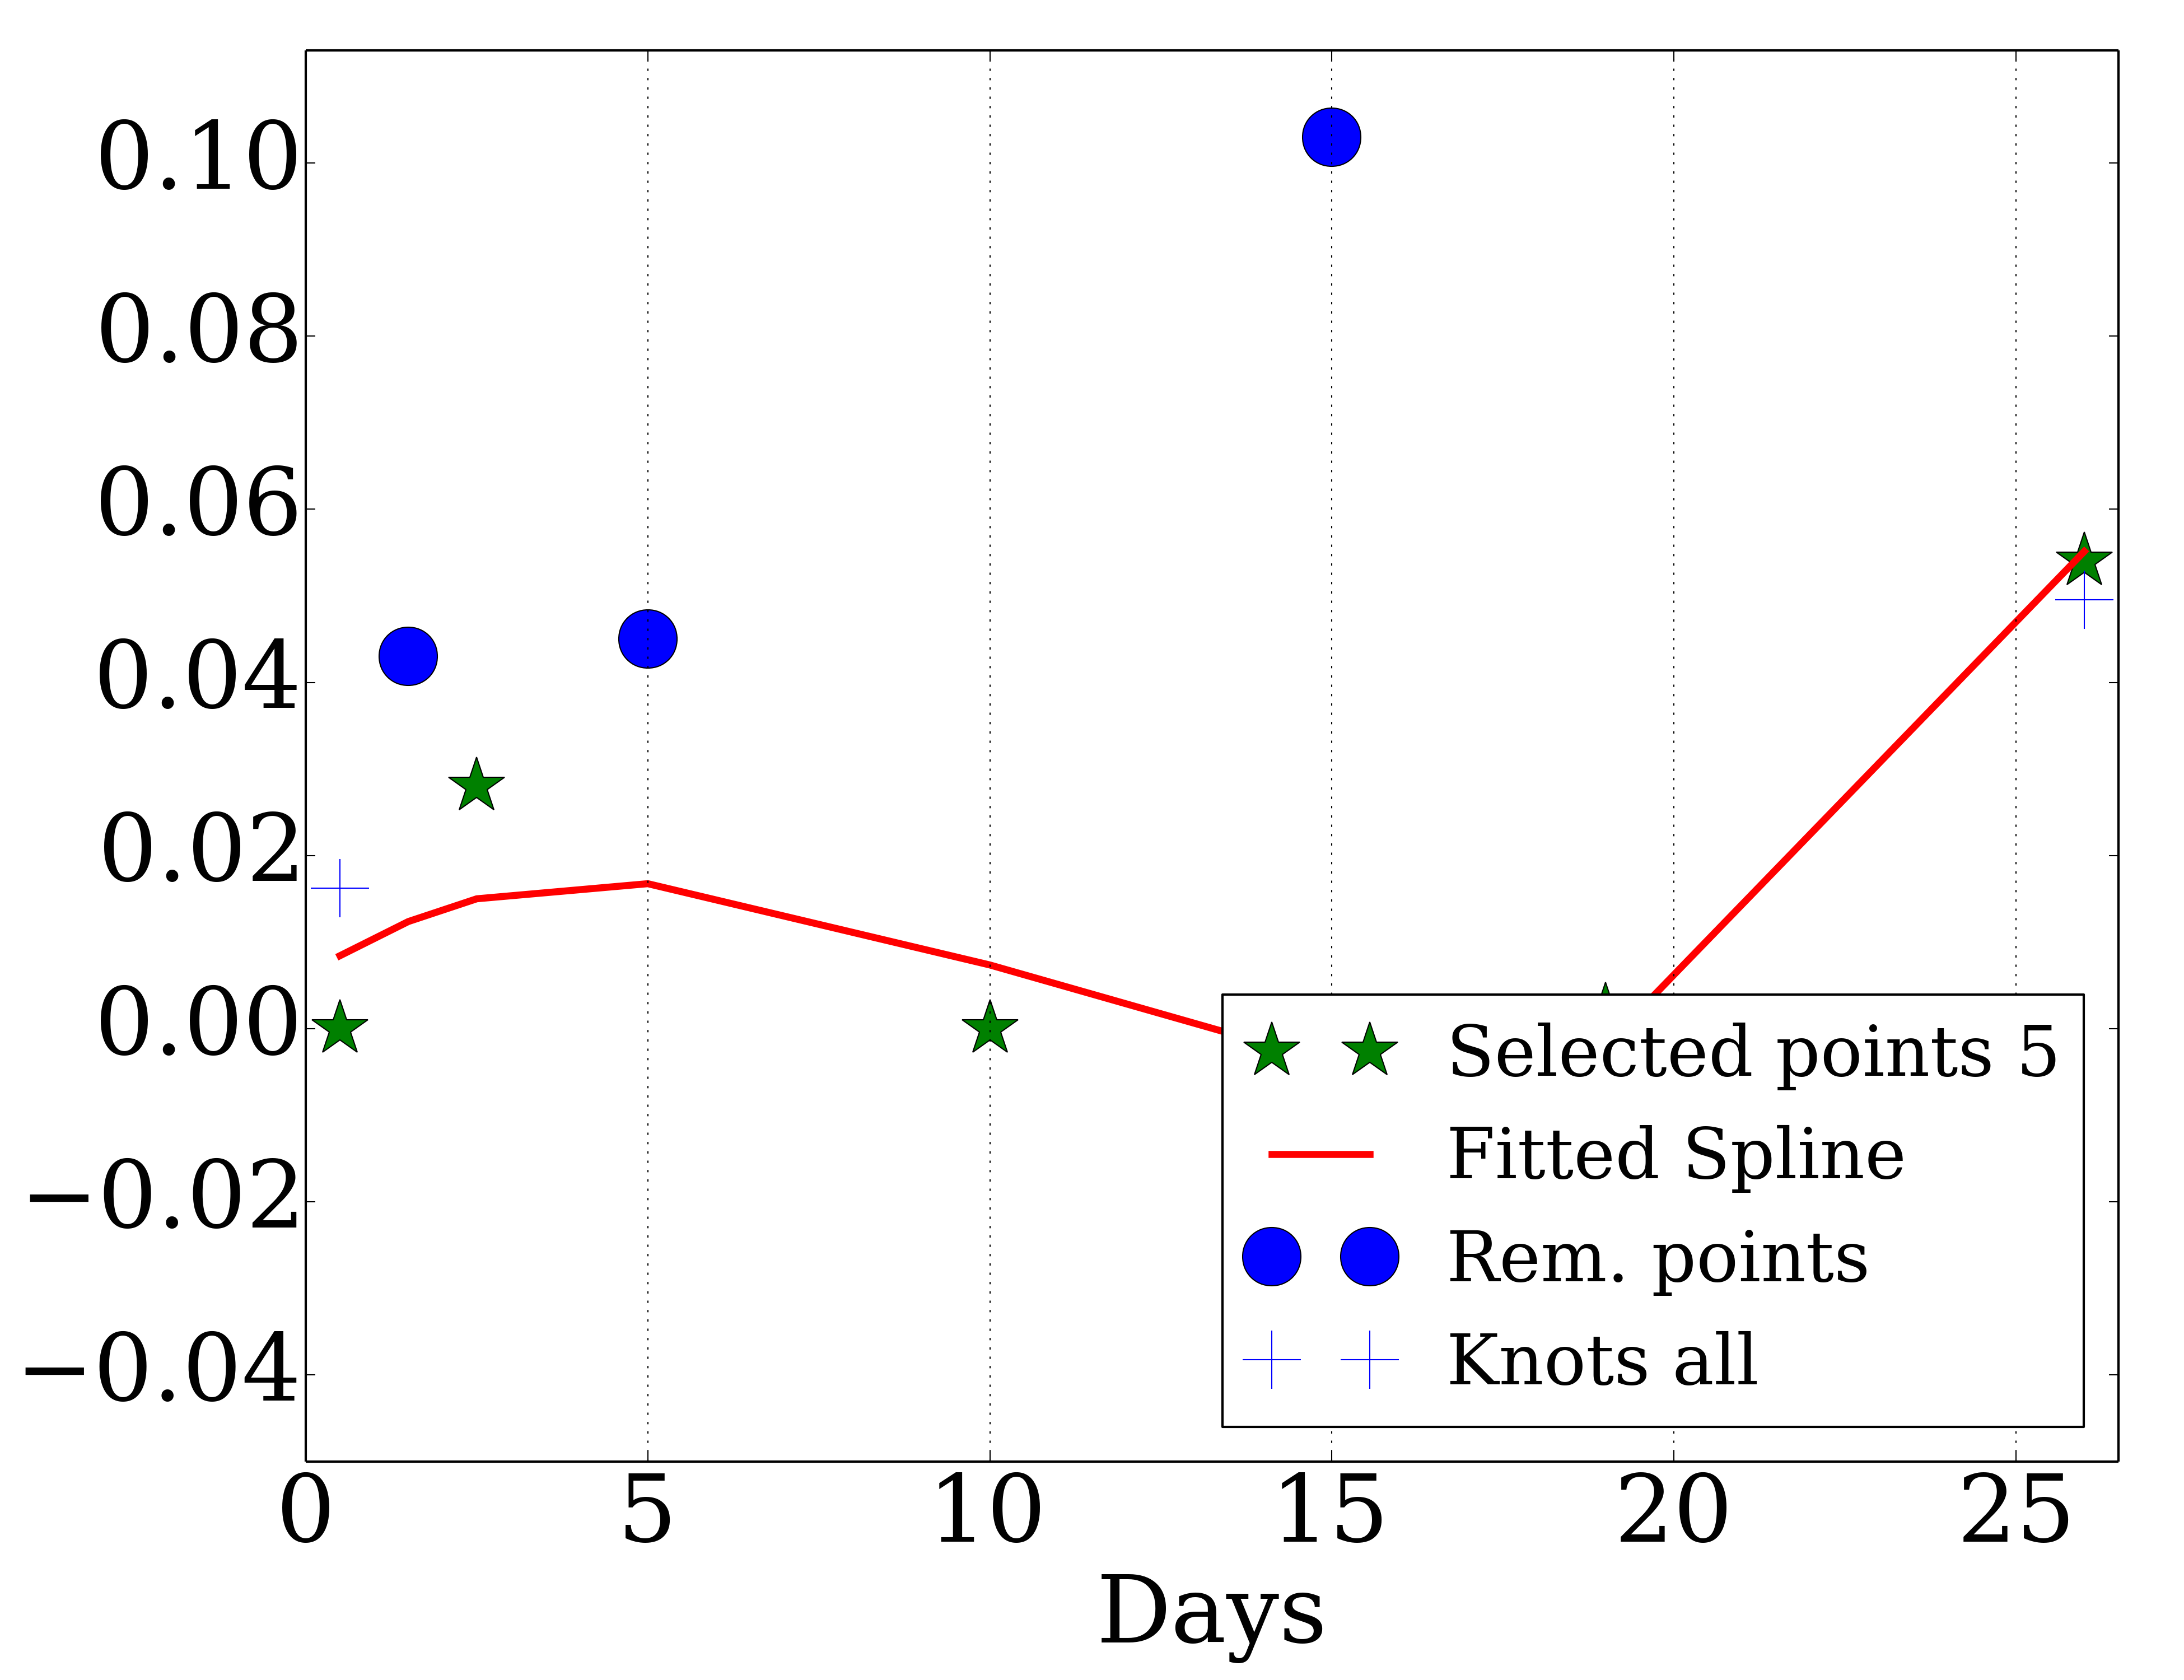 0.10
0.08
0.06
0.04
0.02
0.00
−0.02
−0.04
Selected points 5
Fitted Spline
Rem. points
Knots all
0 5 10 15 20 25
Days